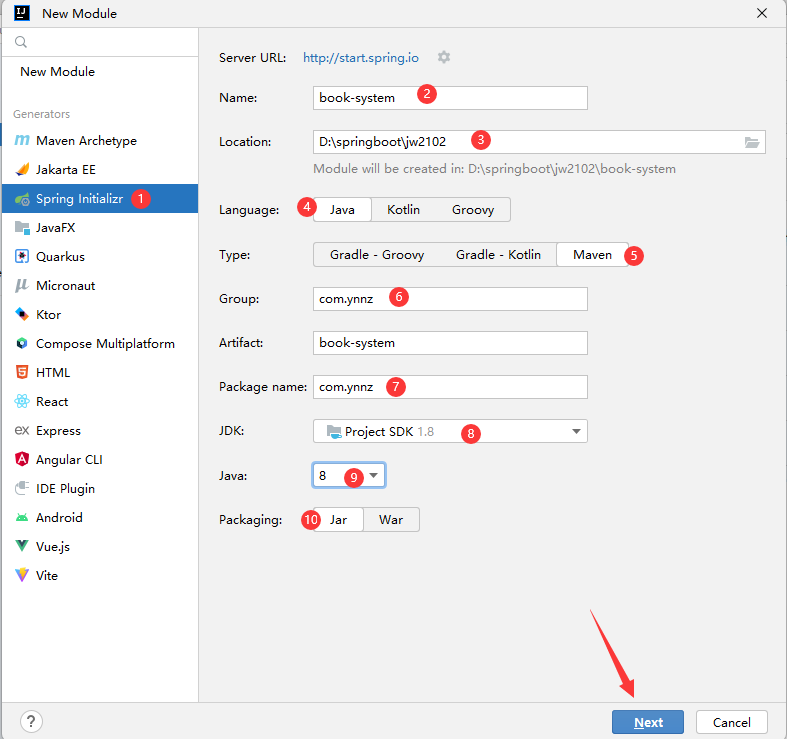 New Module
New Module
Generators
Maven Archetype
Jakarta EE
Spring Initializr 1
JavaFX
Quarkus
Micronaut
Ktor
Compose Multiplatform
HTML
React
Express
Angular CLI
IDE Plugin
Android
Vue.js
Vite
Server URL: http://start.spring.io
Name: book-system 2
Location: D:\springboot\jw2102 3
Module will be created in: D:\springboot\jw2102\book-system
Language: 4 Java Kotlin Groovy
Type: Gradle - Groovy Gradle - Kotlin Maven 5
Group: com.ynnz 6
Artifact: book-system
Package name: com.ynnz 7
JDK: Project SDK 1.8 8
Java: 8 9
Packaging: 10 Jar War
? Next Cancel